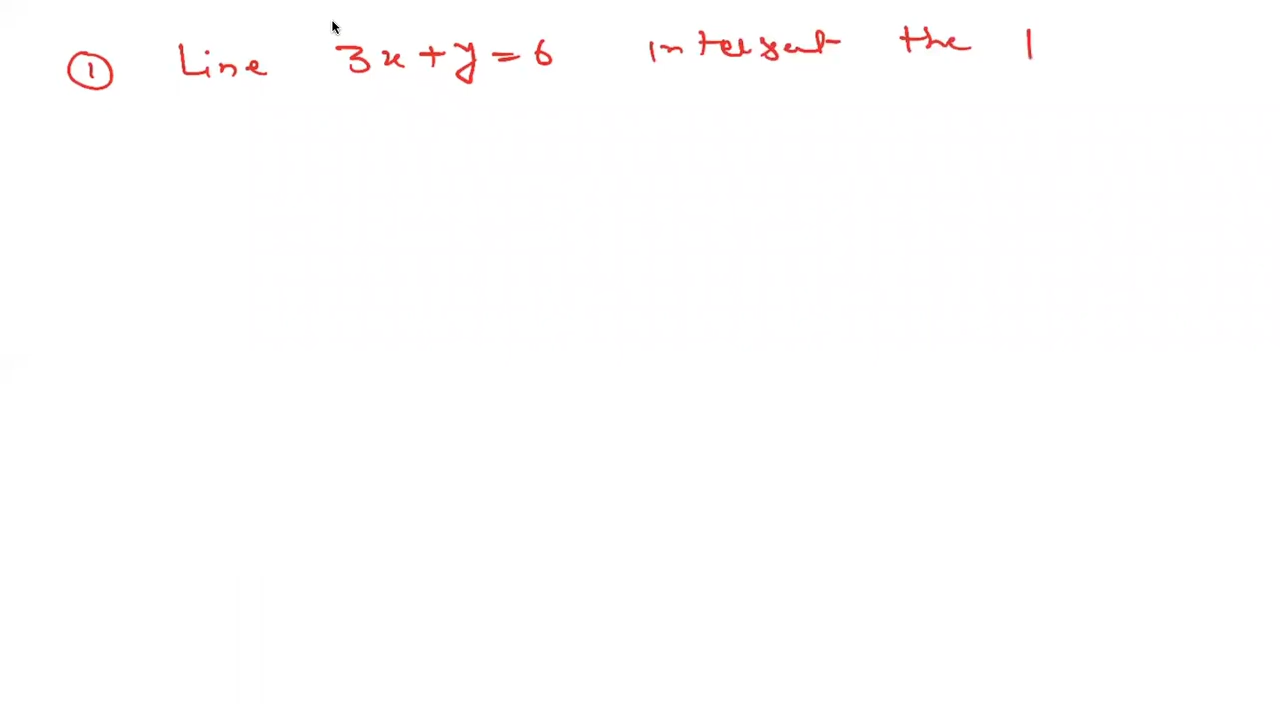 ① Line 3x + y = 6 intersect the